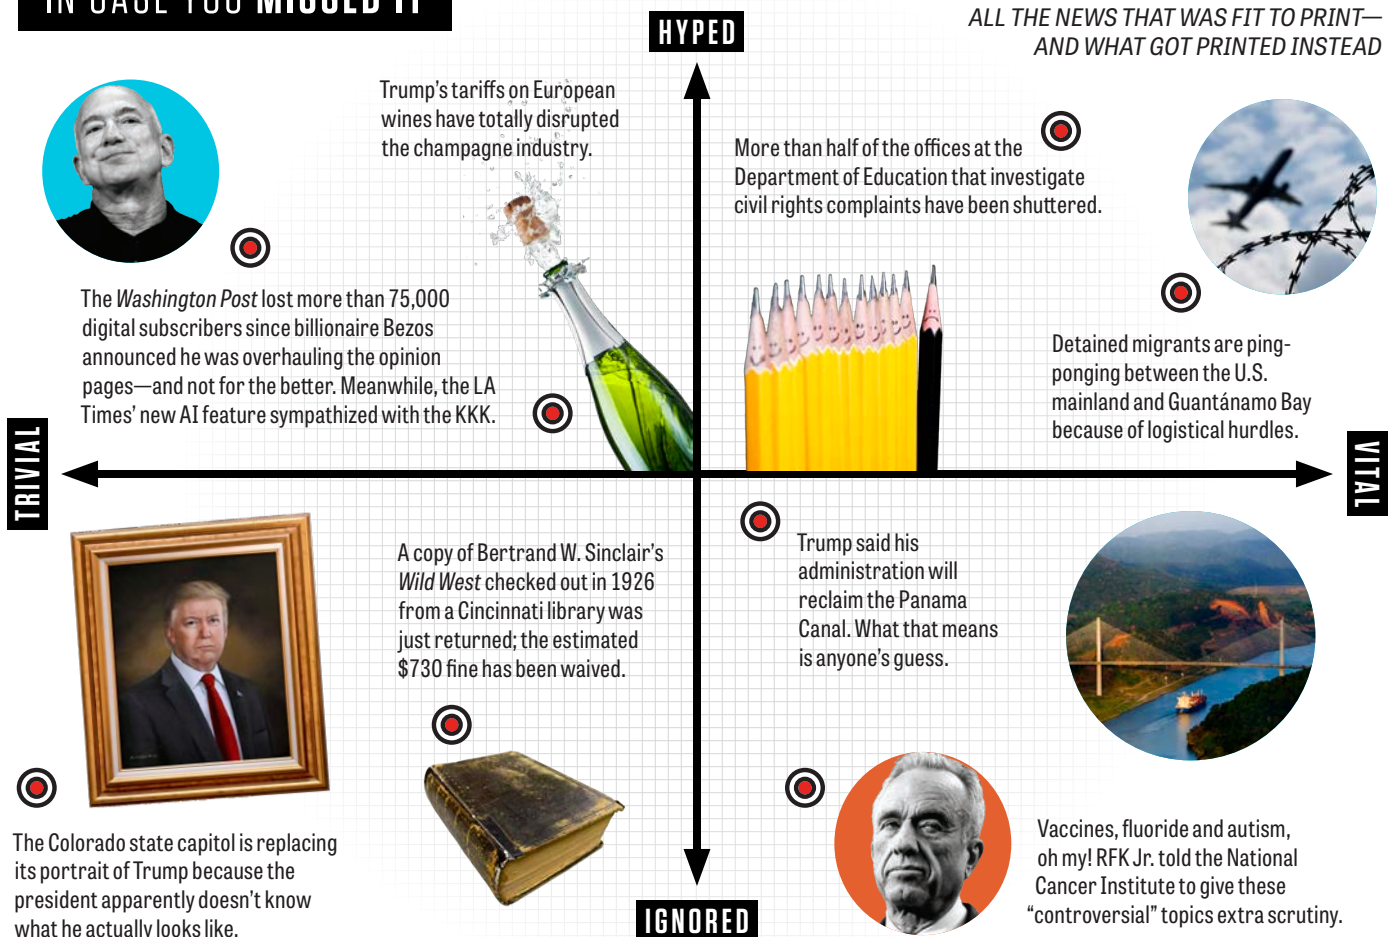 IN CASE YOU MISSED IT
ALL THE NEWS THAT WAS FIT TO PRINT—
AND WHAT GOT PRINTED INSTEAD
HYPED
Trump’s tariffs on European
wines have totally disrupted
the champagne industry.
More than half of the offices at the
Department of Education that investigate
civil rights complaints have been shuttered.
The Washington Post lost more than 75,000
digital subscribers since billionaire Bezos
announced he was overhauling the opinion
pages—and not for the better. Meanwhile, the LA
Times’ new AI feature sympathized with the KKK.
Detained migrants are ping-
ponging between the U.S.
mainland and Guantánamo Bay
because of logistical hurdles.
TRIVIAL
VITAL
A copy of Bertrand W. Sinclair’s
Wild West checked out in 1926
from a Cincinnati library was
just returned; the estimated
$730 fine has been waived.
Trump said his
administration will
reclaim the Panama
Canal. What that means
is anyone’s guess.
The Colorado state capitol is replacing
its portrait of Trump because the
president apparently doesn’t know
what he actually looks like.
Vaccines, fluoride and autism,
oh my! RFK Jr. told the National
Cancer Institute to give these
“controversial” topics extra scrutiny.
IGNORED